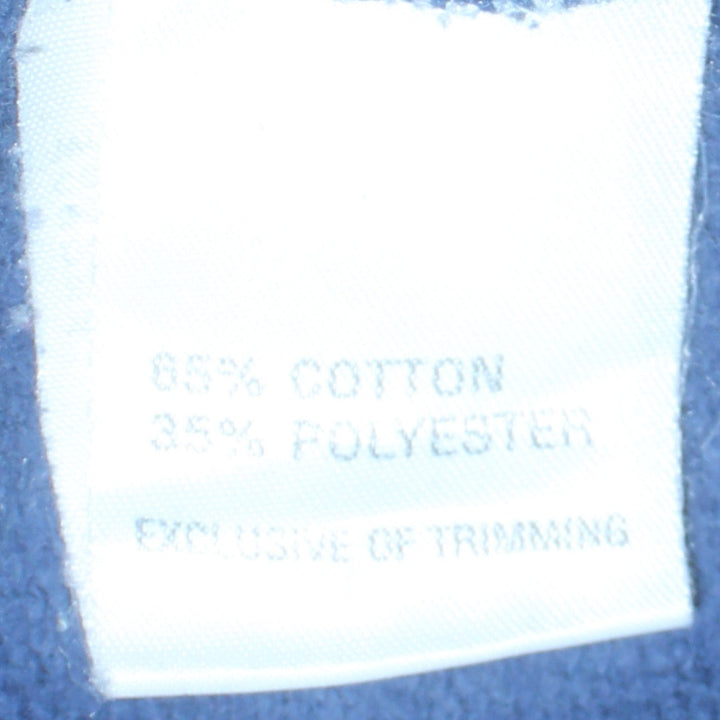 65% COTTON
35% POLYESTER
EXCLUSIVE OF TRIMMING